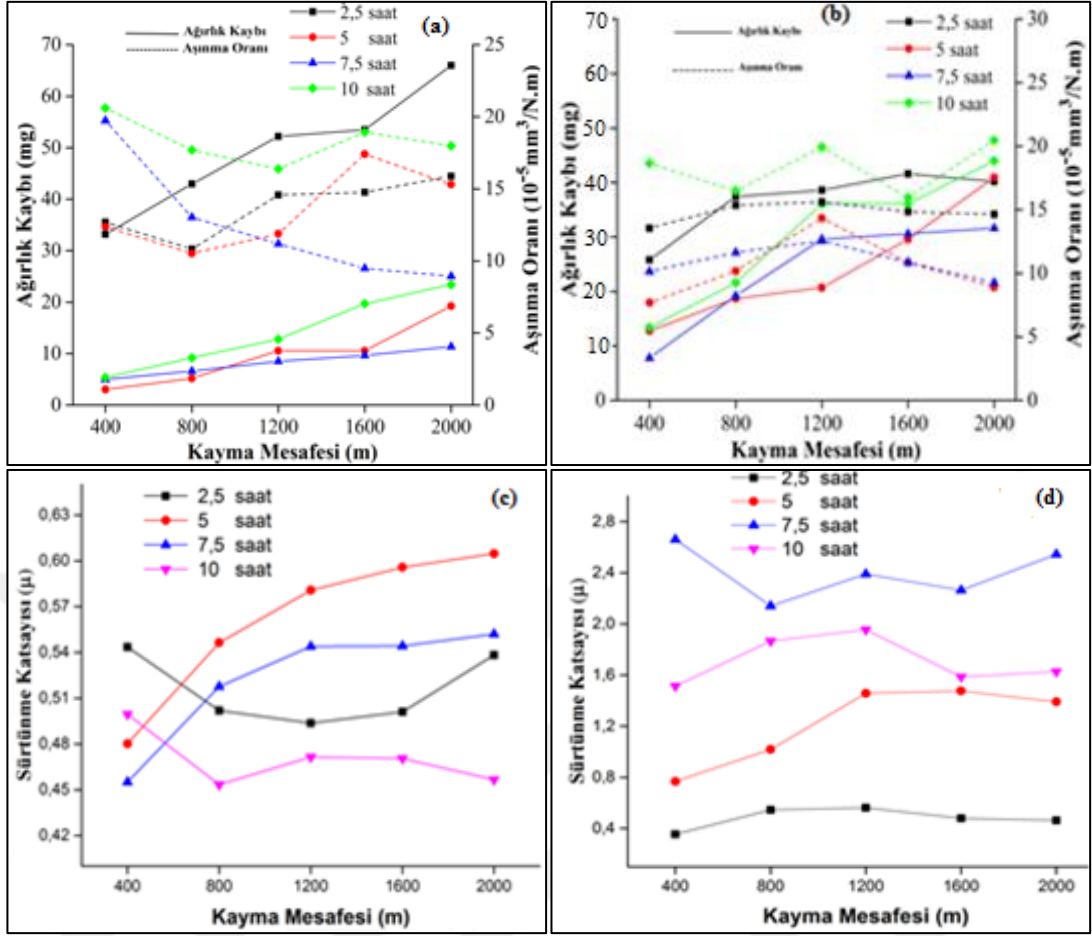 (a)
Ağırlık Kaybı
Aşınma Oranı
2,5 saat
5 saat
7,5 saat
10 saat
Ağırlık Kaybı (mg)
70
60
50
40
30
20
10
0
Aşınma Oranı (10⁻⁵mm³/N.m)
25
20
15
10
5
0
400 800 1200 1600 2000
Kayma Mesafesi (m)
(b)
Ağırlık Kaybı
Aşınma Oranı
2,5 saat
5 saat
7,5 saat
10 saat
Ağırlık Kaybı (mg)
70
60
70
50
40
30
20
10
0
Aşınma Oranı (10⁻⁵mm³/N.m)
30
25
20
15
10
5
0
400 800 1200 1600 2000
Kayma Mesafesi (m)
(c)
2,5 saat
5 saat
7,5 saat
10 saat
Sürtünme Katsayısı (µ)
0,63
0,60
0,57
0,54
0,51
0,48
0,45
0,42
400 800 1200 1600 2000
Kayma Mesafesi (m)
(d)
2,5 saat
5 saat
7,5 saat
10 saat
Sürtünme Katsayısı (µ)
2,8
2,4
2,0
1,6
1,2
0,8
0,4
400 800 1200 1600 2000
Kayma Mesafesi (m)